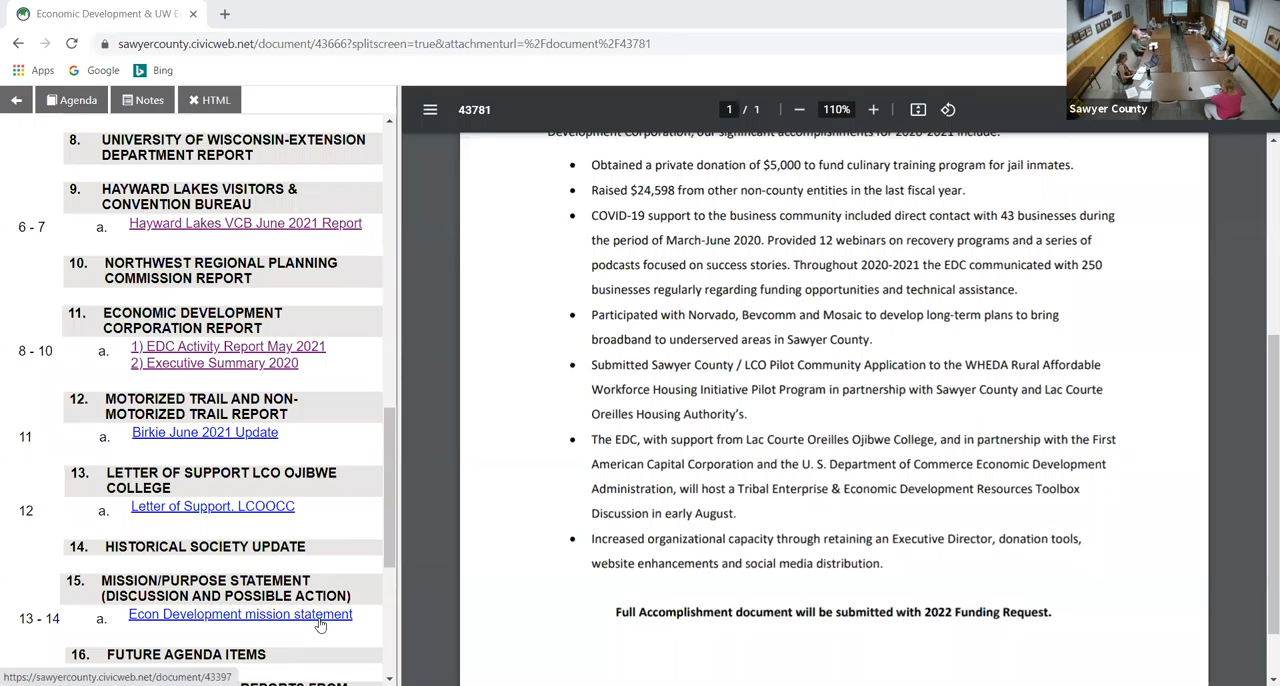 Economic Development & UW E
sawyercounty.civicweb.net/document/43666?splitscreen=true&attachmenturl=%2Fdocument%2F43781
Apps
Google
Bing
Sawyer County
Agenda
Notes
HTML
43781
1 / 1
110%
8. UNIVERSITY OF WISCONSIN-EXTENSION
DEPARTMENT REPORT
9. HAYWARD LAKES VISITORS &
CONVENTION BUREAU
6 - 7 a. Hayward Lakes VCB June 2021 Report
10. NORTHWEST REGIONAL PLANNING
COMMISSION REPORT
11. ECONOMIC DEVELOPMENT
CORPORATION REPORT
8 - 10 a. 1) EDC Activity Report May 2021
2) Executive Summary 2020
12. MOTORIZED TRAIL AND NON-
MOTORIZED TRAIL REPORT
11 a. Birkie June 2021 Update
13. LETTER OF SUPPORT LCO OJIBWE
COLLEGE
12 a. Letter of Support. LCOOCC
14. HISTORICAL SOCIETY UPDATE
15. MISSION/PURPOSE STATEMENT
(DISCUSSION AND POSSIBLE ACTION)
13 - 14 a. Econ Development mission statement
16. FUTURE AGENDA ITEMS
REPORTS FROM
https://sawyercounty.civicweb.net/document/43397
Development Corporation, our significant accomplishments for 2020-2021 include:
• Obtained a private donation of $5,000 to fund culinary training program for jail inmates.
• Raised $24,598 from other non-county entities in the last fiscal year.
• COVID-19 support to the business community included direct contact with 43 businesses during
the period of March-June 2020. Provided 12 webinars on recovery programs and a series of
podcasts focused on success stories. Throughout 2020-2021 the EDC communicated with 250
businesses regularly regarding funding opportunities and technical assistance.
• Participated with Norvado, Bevcomm and Mosaic to develop long-term plans to bring
broadband to underserved areas in Sawyer County.
• Submitted Sawyer County / LCO Pilot Community Application to the WHEDA Rural Affordable
Workforce Housing Initiative Pilot Program in partnership with Sawyer County and Lac Courte
Oreilles Housing Authority's.
• The EDC, with support from Lac Courte Oreilles Ojibwe College, and in partnership with the First
American Capital Corporation and the U. S. Department of Commerce Economic Development
Administration, will host a Tribal Enterprise & Economic Development Resources Toolbox
Discussion in early August.
• Increased organizational capacity through retaining an Executive Director, donation tools,
website enhancements and social media distribution.
Full Accomplishment document will be submitted with 2022 Funding Request.